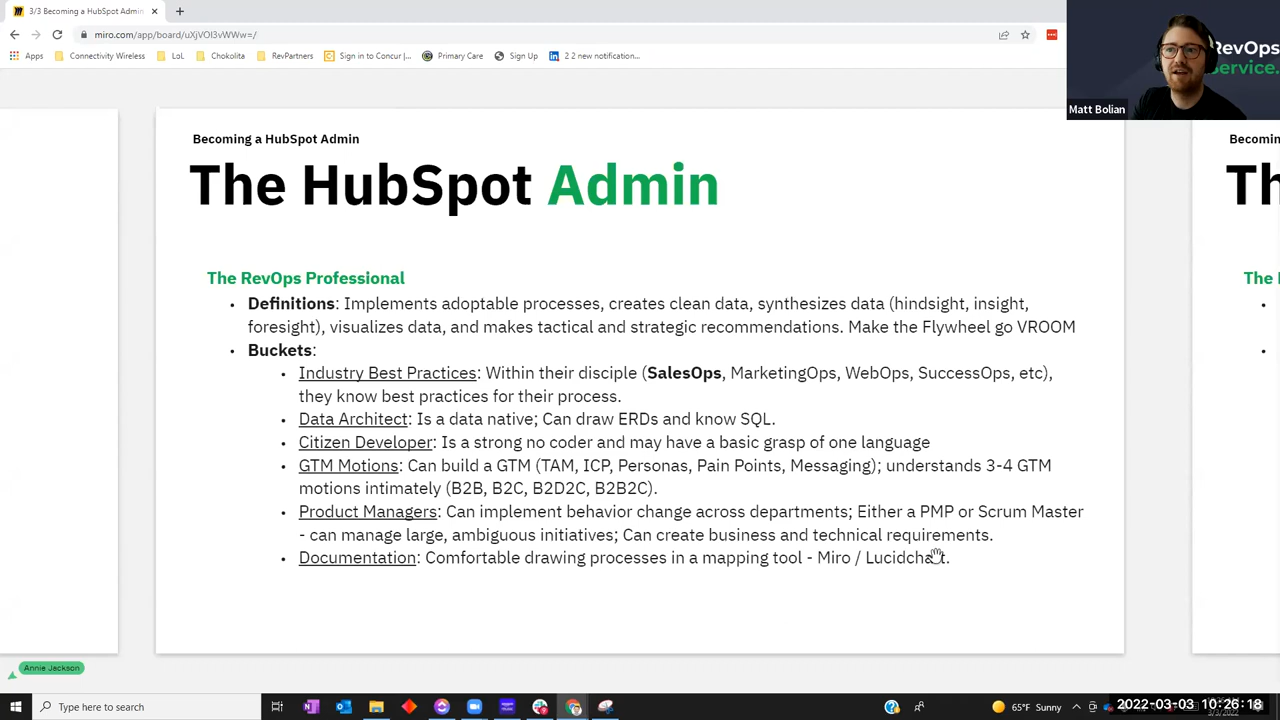 3/3 Becoming a HubSpot Admin
miro.com/app/board/uXjVOI3vWWw=/
Apps
Connectivity Wireless
LoL
Chokolita
RevPartners
Sign in to Concur |...
Primary Care
Sign Up
2 2 new notification...
RevOps
Service.
Matt Bolian
Becoming a HubSpot Admin
The HubSpot Admin
The RevOps Professional
• Definitions: Implements adoptable processes, creates clean data, synthesizes data (hindsight, insight,
foresight), visualizes data, and makes tactical and strategic recommendations. Make the Flywheel go VROOM
• Buckets:
• Industry Best Practices: Within their disciple (SalesOps, MarketingOps, WebOps, SuccessOps, etc),
they know best practices for their process.
• Data Architect: Is a data native; Can draw ERDs and know SQL.
• Citizen Developer: Is a strong no coder and may have a basic grasp of one language
• GTM Motions: Can build a GTM (TAM, ICP, Personas, Pain Points, Messaging); understands 3-4 GTM
motions intimately (B2B, B2C, B2D2C, B2B2C).
• Product Managers: Can implement behavior change across departments; Either a PMP or Scrum Master
- can manage large, ambiguous initiatives; Can create business and technical requirements.
• Documentation: Comfortable drawing processes in a mapping tool - Miro / Lucidchart.
Becomin
Th
The
Annie Jackson
Type here to search
65°F Sunny
2022-03-03 10:26:18